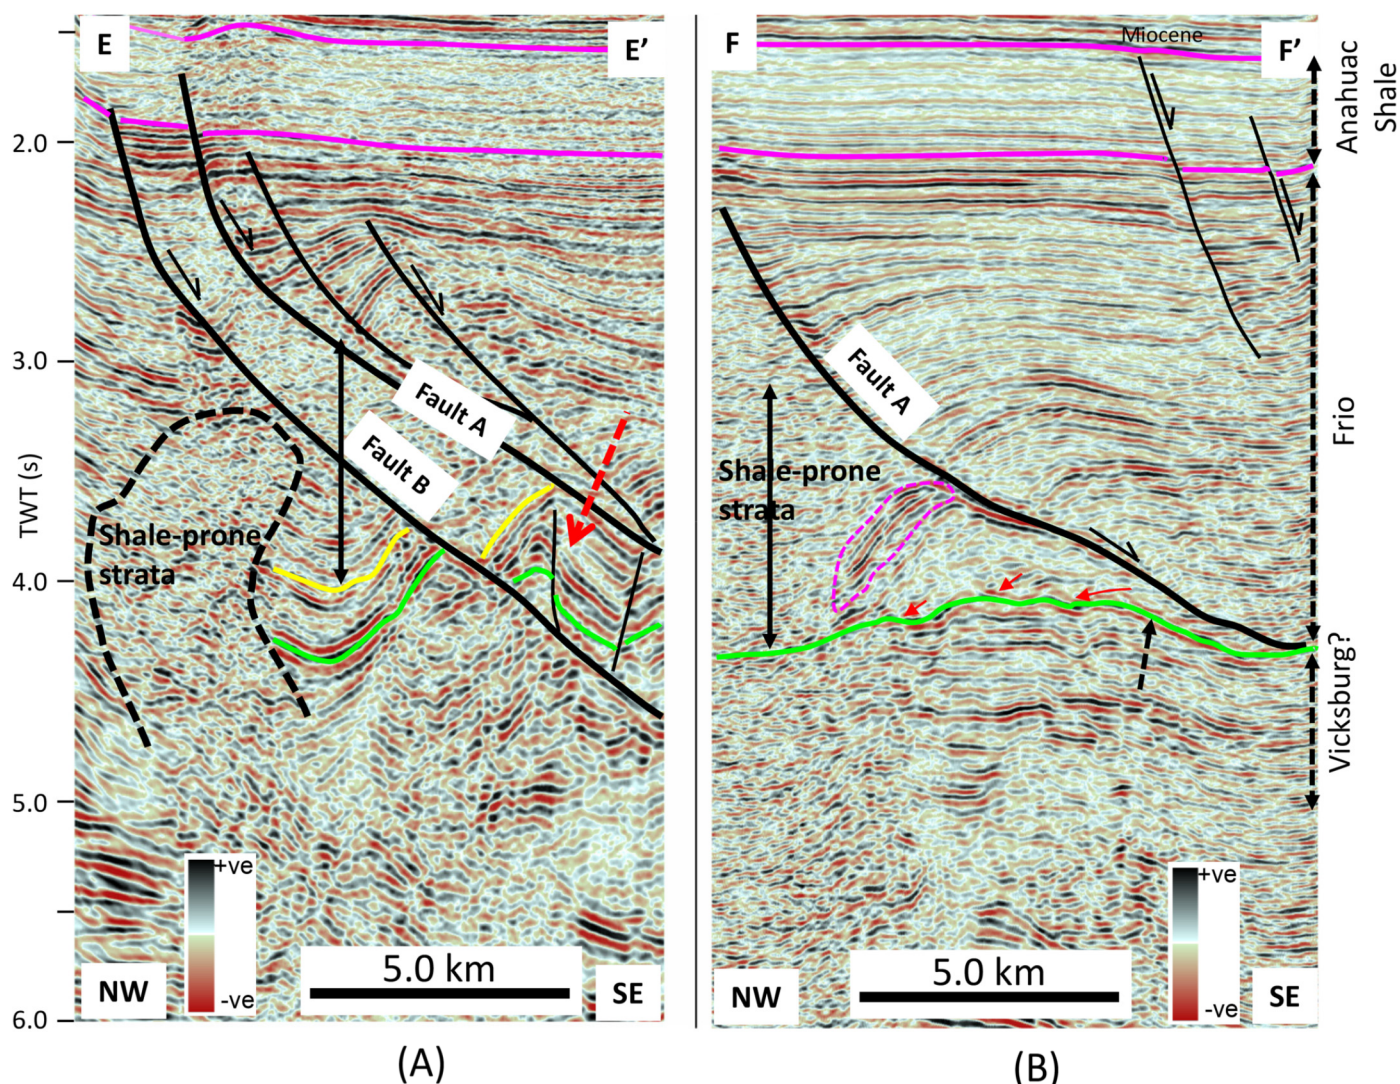 E
E’
F
Miocene
F’
Anahuac
Shale
2.0
3.0
Fault A
Fault B
Fault A
Frio
TWT (s)
Shale-prone
strata
Shale-prone
strata
4.0
Vicksburg?
5.0
+ve
-ve
+ve
-ve
5.0 km
5.0 km
NW
SE
NW
SE
6.0
(A)
(B)